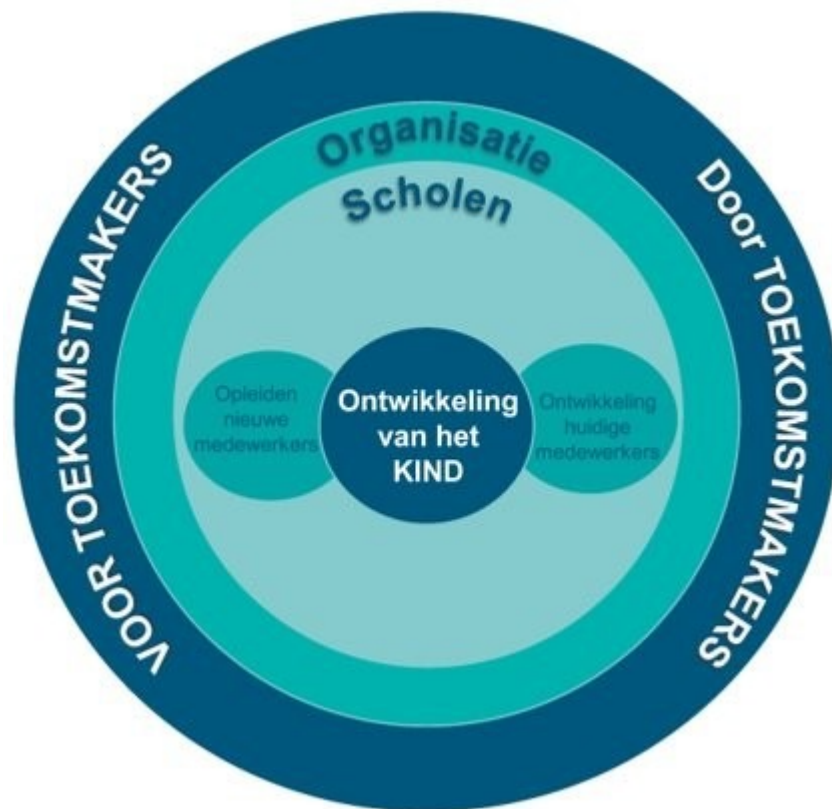 Organisatie
Scholen
VOOR TOEKOMSTMAKERS
Door TOEKOMSTMAKERS
Opleiden
nieuwe
medewerkers
Ontwikkeling
van het
KIND
Ontwikkeling
huidige
medewerkers